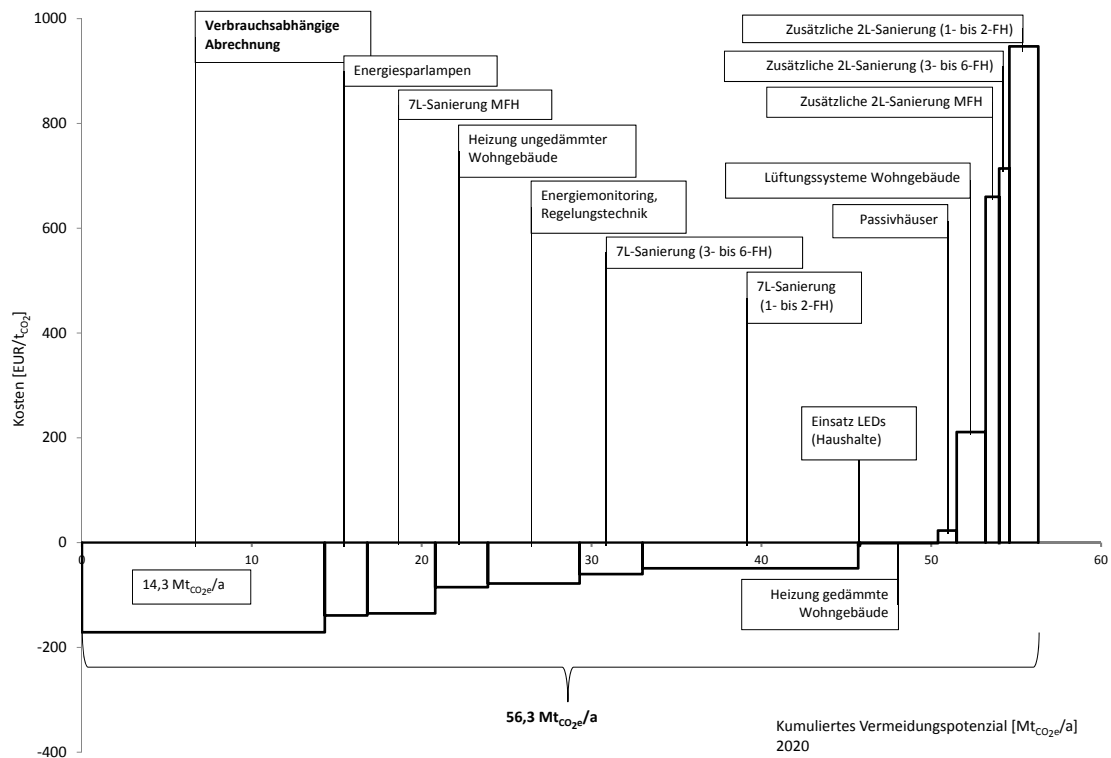 1000
800
600
400
200
0
-200
-400
Kosten [EUR/tCO2]
0
10
20
30
40
50
60
Verbrauchsabhängige
Abrechnung
Energiesparlampen
7L-Sanierung MFH
Heizung ungedämmter
Wohngebäude
Energiemonitoring,
Regelungstechnik
7L-Sanierung (3- bis 6-FH)
7L-Sanierung
(1- bis 2-FH)
Einsatz LEDs
(Haushalte)
Zusätzliche 2L-Sanierung (1- bis 2-FH)
Zusätzliche 2L-Sanierung (3- bis 6-FH)
Zusätzliche 2L-Sanierung MFH
Lüftungssysteme Wohngebäude
Passivhäuser
14,3 MtCO2e/a
Heizung gedämmte
Wohngebäude
56,3 MtCO2e/a
Kumuliertes Vermeidungspotenzial [MtCO2e/a]
2020